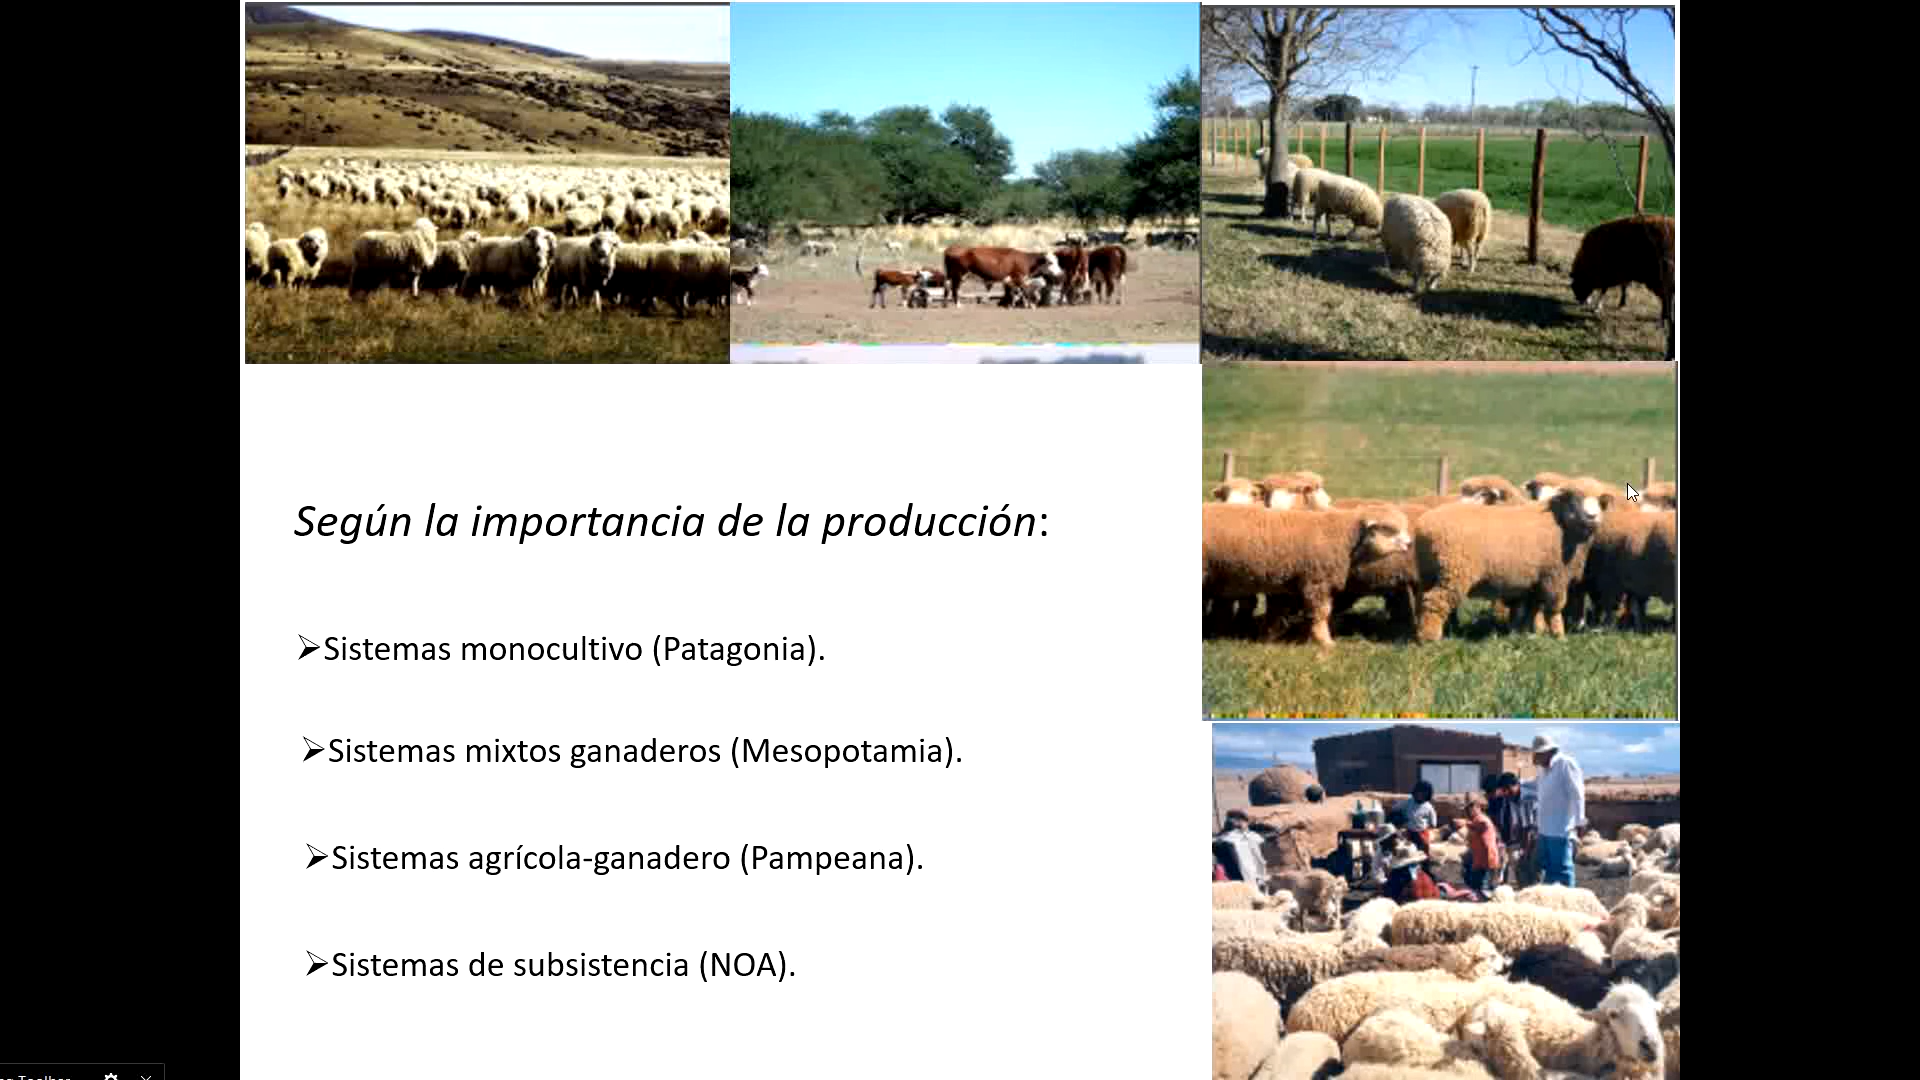 Según la importancia de la producción:
➢Sistemas monocultivo (Patagonia).
➢Sistemas mixtos ganaderos (Mesopotamia).
➢Sistemas agrícola-ganadero (Pampeana).
➢Sistemas de subsistencia (NOA).